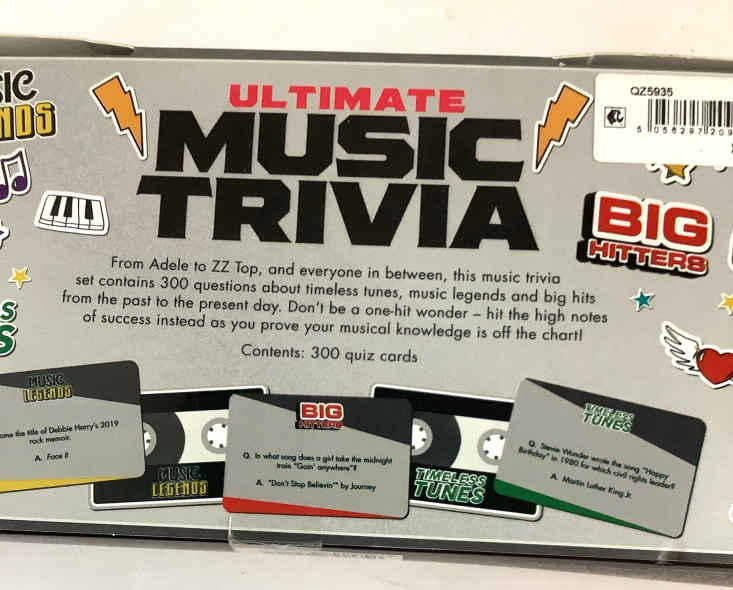 SIC
NDS
ULTIMATE
MUSIC
TRIVIA
QZ5935
5 056297 209
BIG
HITTERS
From Adele to ZZ Top, and everyone in between, this music trivia
set contains 300 questions about timeless tunes, music legends and big hits
from the past to the present day. Don't be a one-hit wonder – hit the high notes
of success instead as you prove your musical knowledge is off the chart!
Contents: 300 quiz cards
S
S
MUSIC
LEGENDS
ame the title of Debbie Harry's 2019
rock memoir.
A. Face It
MUSIC
LEGENDS
BIG
HITTERS
Q. In what song does a girl take the midnight
train "Goin' anywhere"?
A. "Don't Stop Believin'" by Journey
TIMELESS
TUNES
TIMELESS
TUNES
Q. Stevie Wonder wrote the song "Happy
Birthday" in 1980 for which civil rights leader?
A. Martin Luther King Jr.